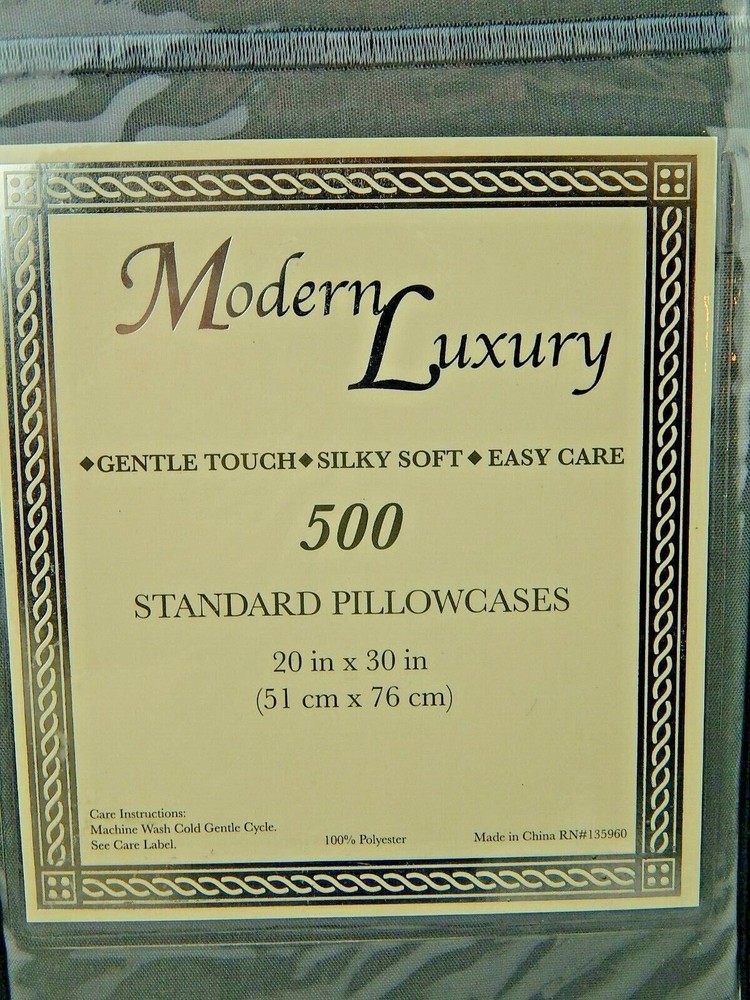 Modern
Luxury
◆GENTLE TOUCH◆SILKY SOFT◆EASY CARE
500
STANDARD PILLOWCASES
20 in x 30 in
(51 cm x 76 cm)
Care Instructions:
Machine Wash Cold Gentle Cycle.
See Care Label.
100% Polyester
Made in China RN#135960